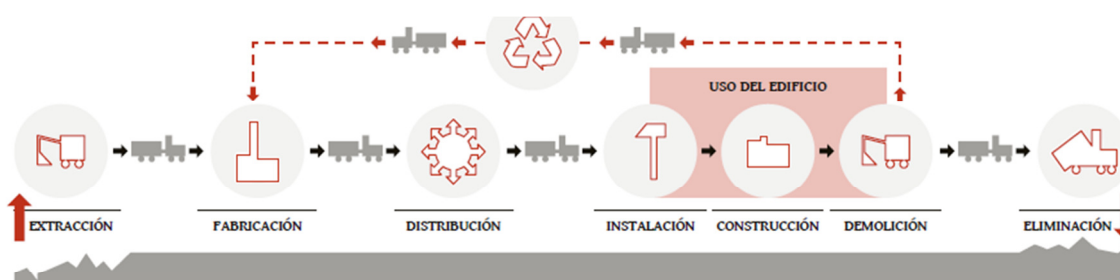 USO DEL EDIFICIO
EXTRACCIÓN
FABRICACIÓN
DISTRIBUCIÓN
INSTALACIÓN
CONSTRUCCIÓN
DEMOLICIÓN
ELIMINACIÓN